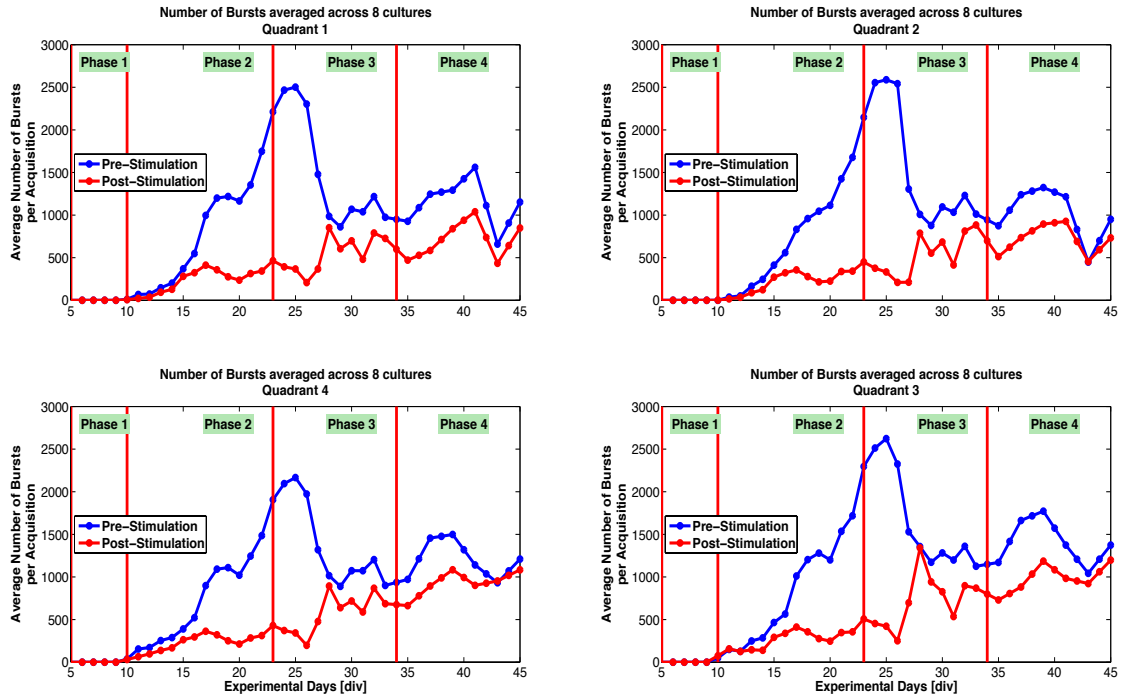 Number of Bursts averaged across 8 cultures
Quadrant 1
Average Number of Bursts
per Acquisition
3000
2500
2000
1500
1000
500
0
Phase 1
Phase 2
Phase 3
Phase 4
Pre-Stimulation
Post-Stimulation
5 10 15 20 25 30 35 40 45
Number of Bursts averaged across 8 cultures
Quadrant 2
Average Number of Bursts
per Acquisition
3000
2500
2000
1500
1000
500
0
Phase 1
Phase 2
Phase 3
Phase 4
Pre-Stimulation
Post-Stimulation
5 10 15 20 25 30 35 40 45
Number of Bursts averaged across 8 cultures
Quadrant 4
Average Number of Bursts
per Acquisition
3000
2500
2000
1500
1000
500
0
Phase 1
Phase 2
Phase 3
Phase 4
Pre-Stimulation
Post-Stimulation
5 10 15 20 25 30 35 40 45
Experimental Days [div]
Number of Bursts averaged across 8 cultures
Quadrant 3
Average Number of Bursts
per Acquisition
3000
2500
2000
1500
1000
500
0
Phase 1
Phase 2
Phase 3
Phase 4
Pre-Stimulation
Post-Stimulation
5 10 15 20 25 30 35 40 45
Experimental Days [div]